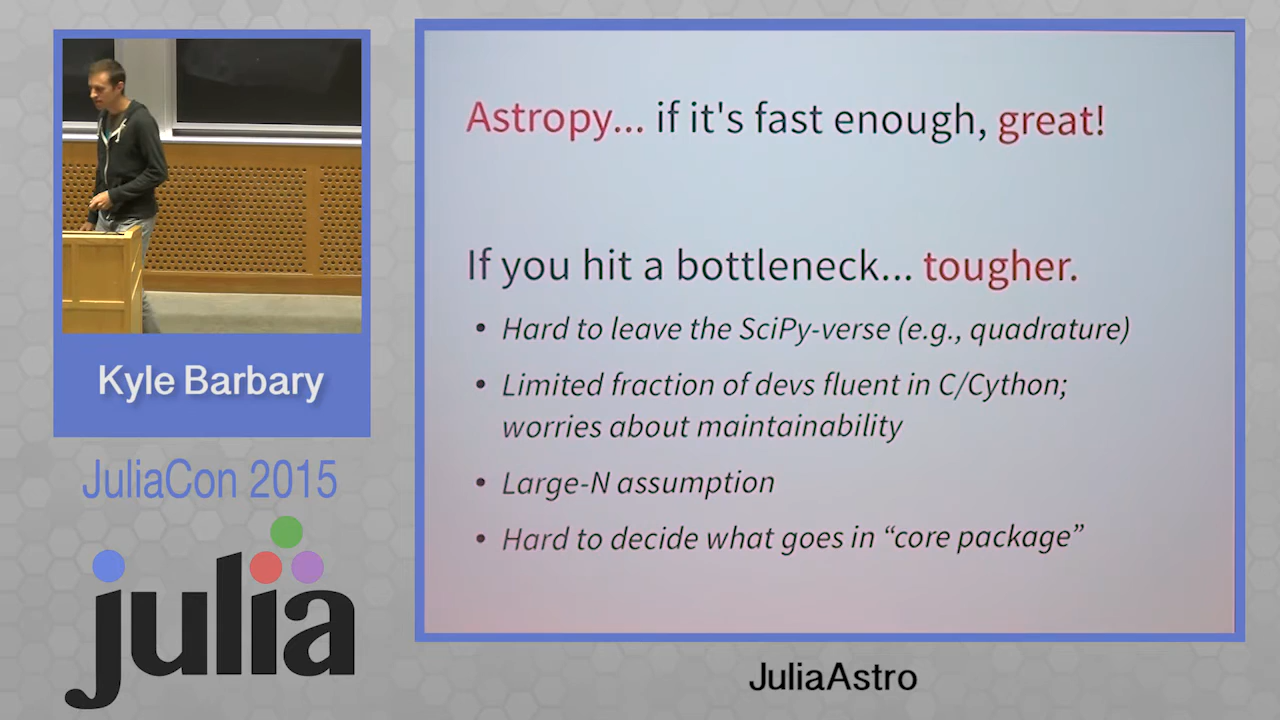 Astropy... if it's fast enough, great!
If you hit a bottleneck... tougher.
• Hard to leave the SciPy-verse (e.g., quadrature)
• Limited fraction of devs fluent in C/Cython;
worries about maintainability
• Large-N assumption
• Hard to decide what goes in “core package”
Kyle Barbary
JuliaCon 2015
julia
JuliaAstro